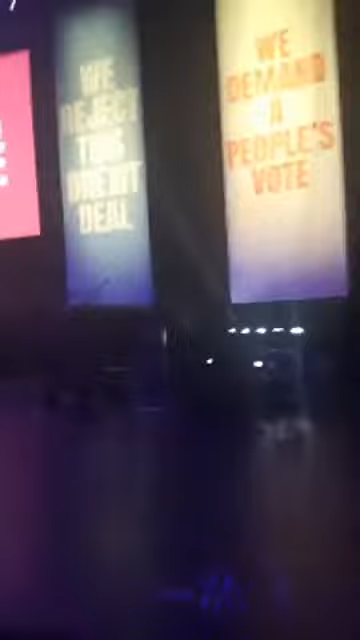 WE
REJECT
THIS
BREXIT
DEAL
WE
DEMAND
A
PEOPLE'S
VOTE